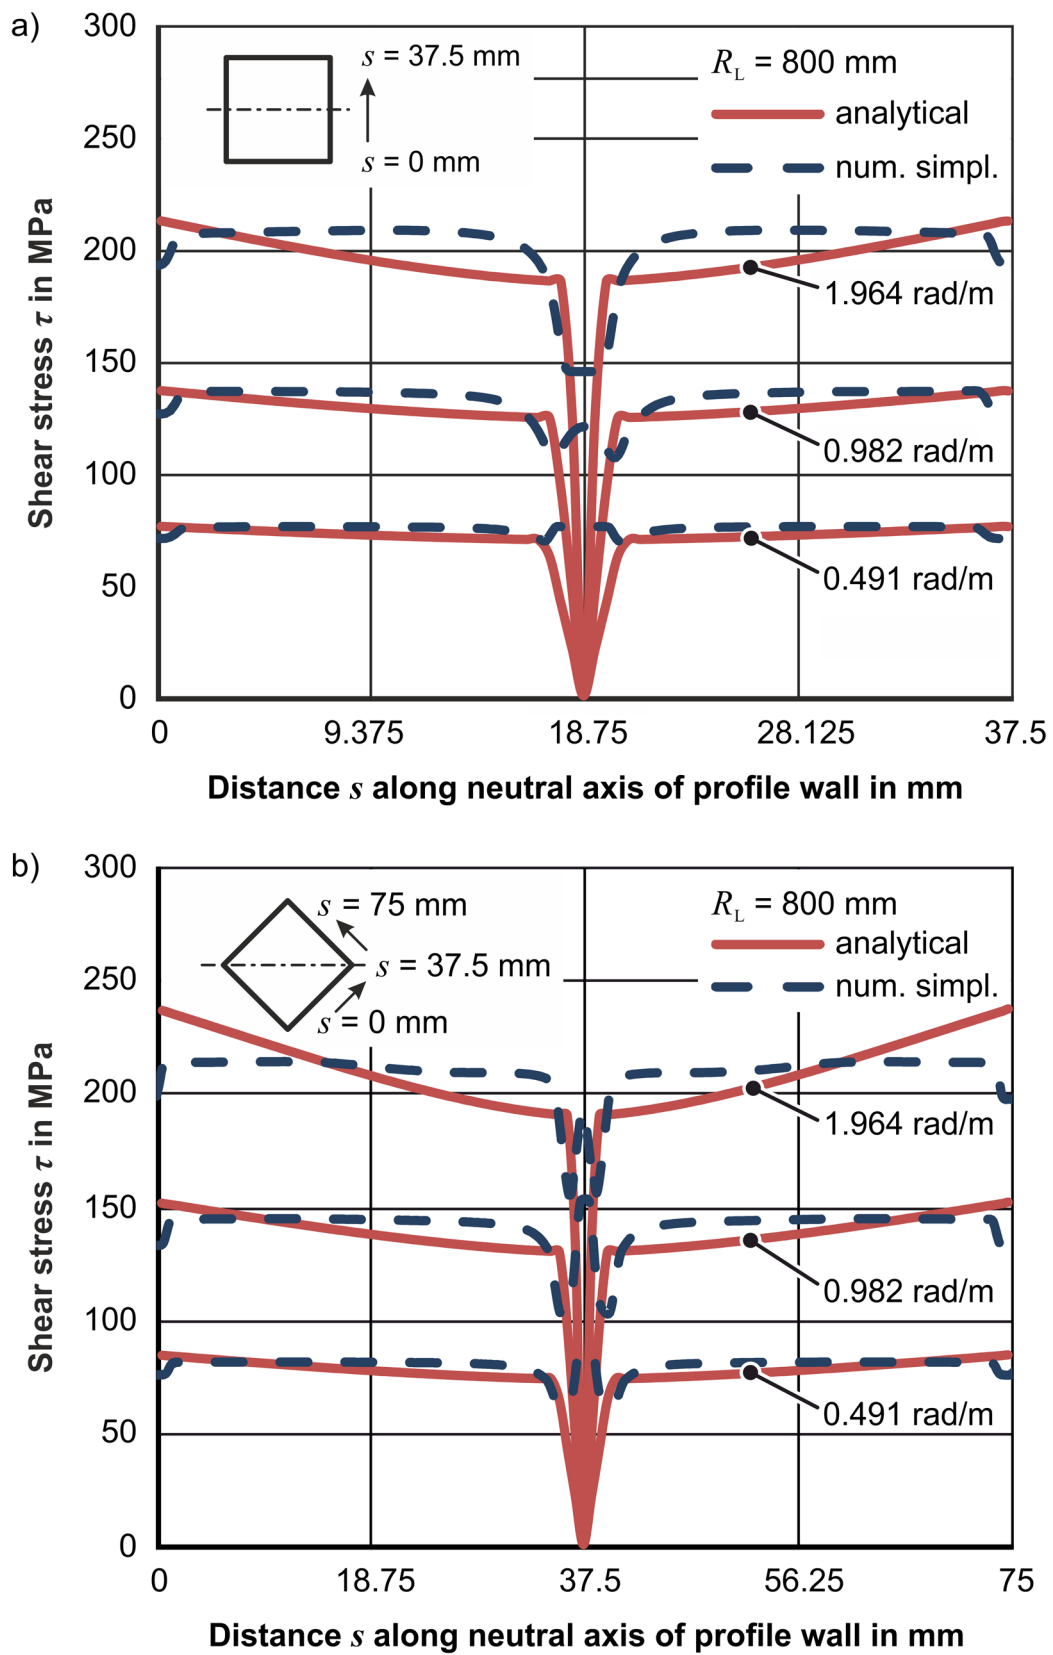 a)
300
250
200
150
100
50
0
Shear stress τ in MPa
s = 37.5 mm
s = 0 mm
R_L = 800 mm
analytical
num. simpl.
1.964 rad/m
0.982 rad/m
0.491 rad/m
0 9.375 18.75 28.125 37.5
Distance s along neutral axis of profile wall in mm
b)
300
250
200
150
100
50
0
Shear stress τ in MPa
s = 75 mm
s = 37.5 mm
s = 0 mm
R_L = 800 mm
analytical
num. simpl.
1.964 rad/m
0.982 rad/m
0.491 rad/m
0 18.75 37.5 56.25 75
Distance s along neutral axis of profile wall in mm